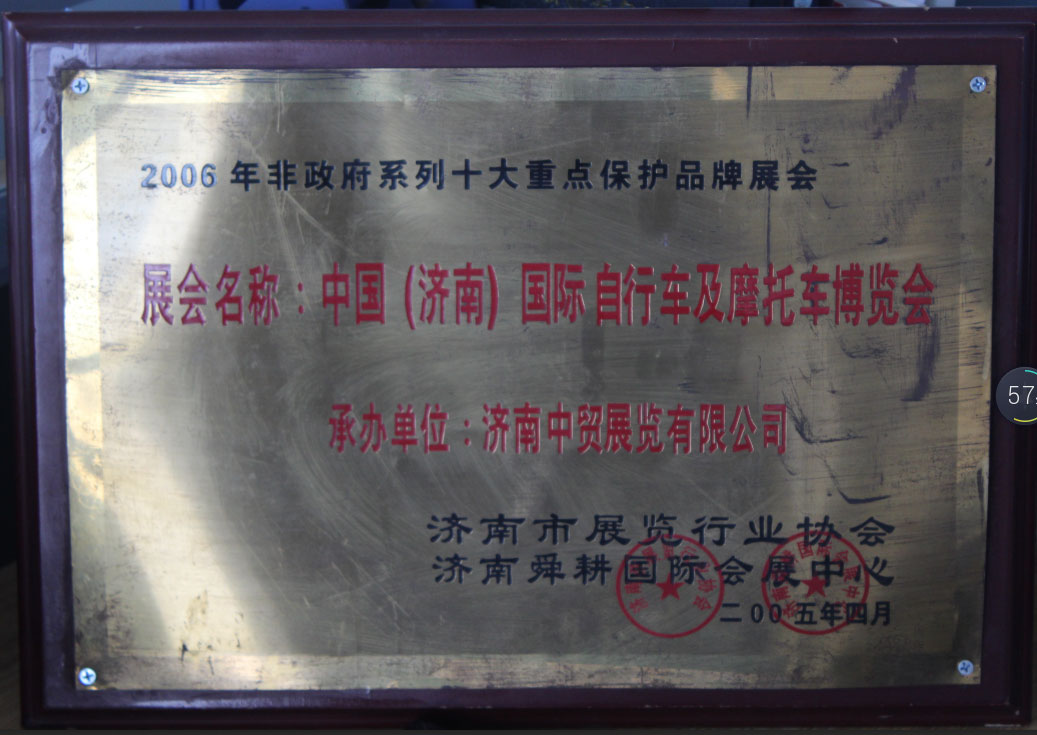 2006年非政府系列十大重点保护品牌展会
展会名称：中国（济南）国际自行车及摩托车博览会
承办单位：济南中贸展览有限公司
济南市展览行业协会
济南舜耕国际会展中心
二00五年四月
57